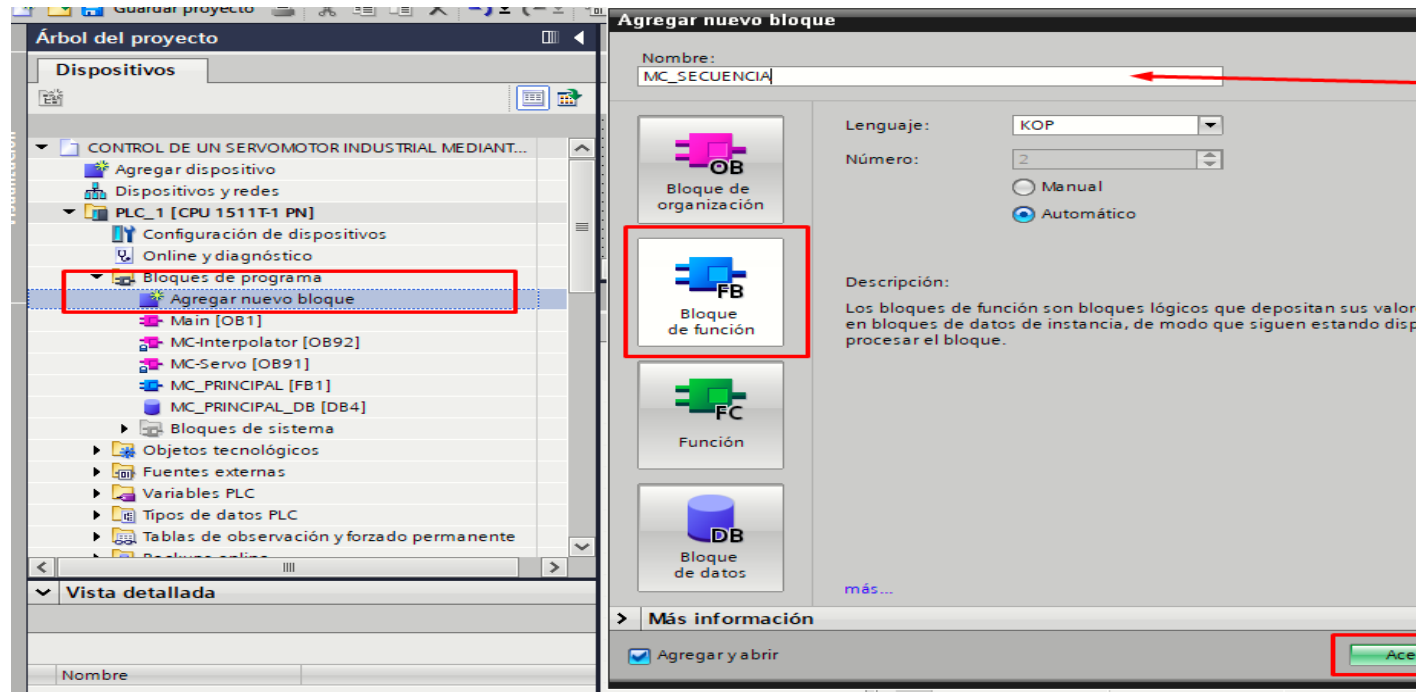 Guardar proyecto
Árbol del proyecto
Dispositivos
CONTROL DE UN SERVOMOTOR INDUSTRIAL MEDIANT...
Agregar dispositivo
Dispositivos y redes
PLC_1 [CPU 1511T-1 PN]
Configuración de dispositivos
Online y diagnóstico
Bloques de programa
Agregar nuevo bloque
Main [OB1]
MC-Interpolator [OB92]
MC-Servo [OB91]
MC_PRINCIPAL [FB1]
MC_PRINCIPAL_DB [DB4]
Bloques de sistema
Objetos tecnológicos
Fuentes externas
Variables PLC
Tipos de datos PLC
Tablas de observación y forzado permanente
Backups online
Vista detallada
Nombre
Agregar nuevo bloque
Nombre:
MC_SECUENCIA
OB
Bloque de
organización
FB
Bloque
de función
FC
Función
DB
Bloque
de datos
Lenguaje:
KOP
Número:
2
Manual
Automático
Descripción:
Los bloques de función son bloques lógicos que depositan sus valor
en bloques de datos de instancia, de modo que siguen estando disp
procesar el bloque.
más...
Más información
Agregar y abrir
Ace